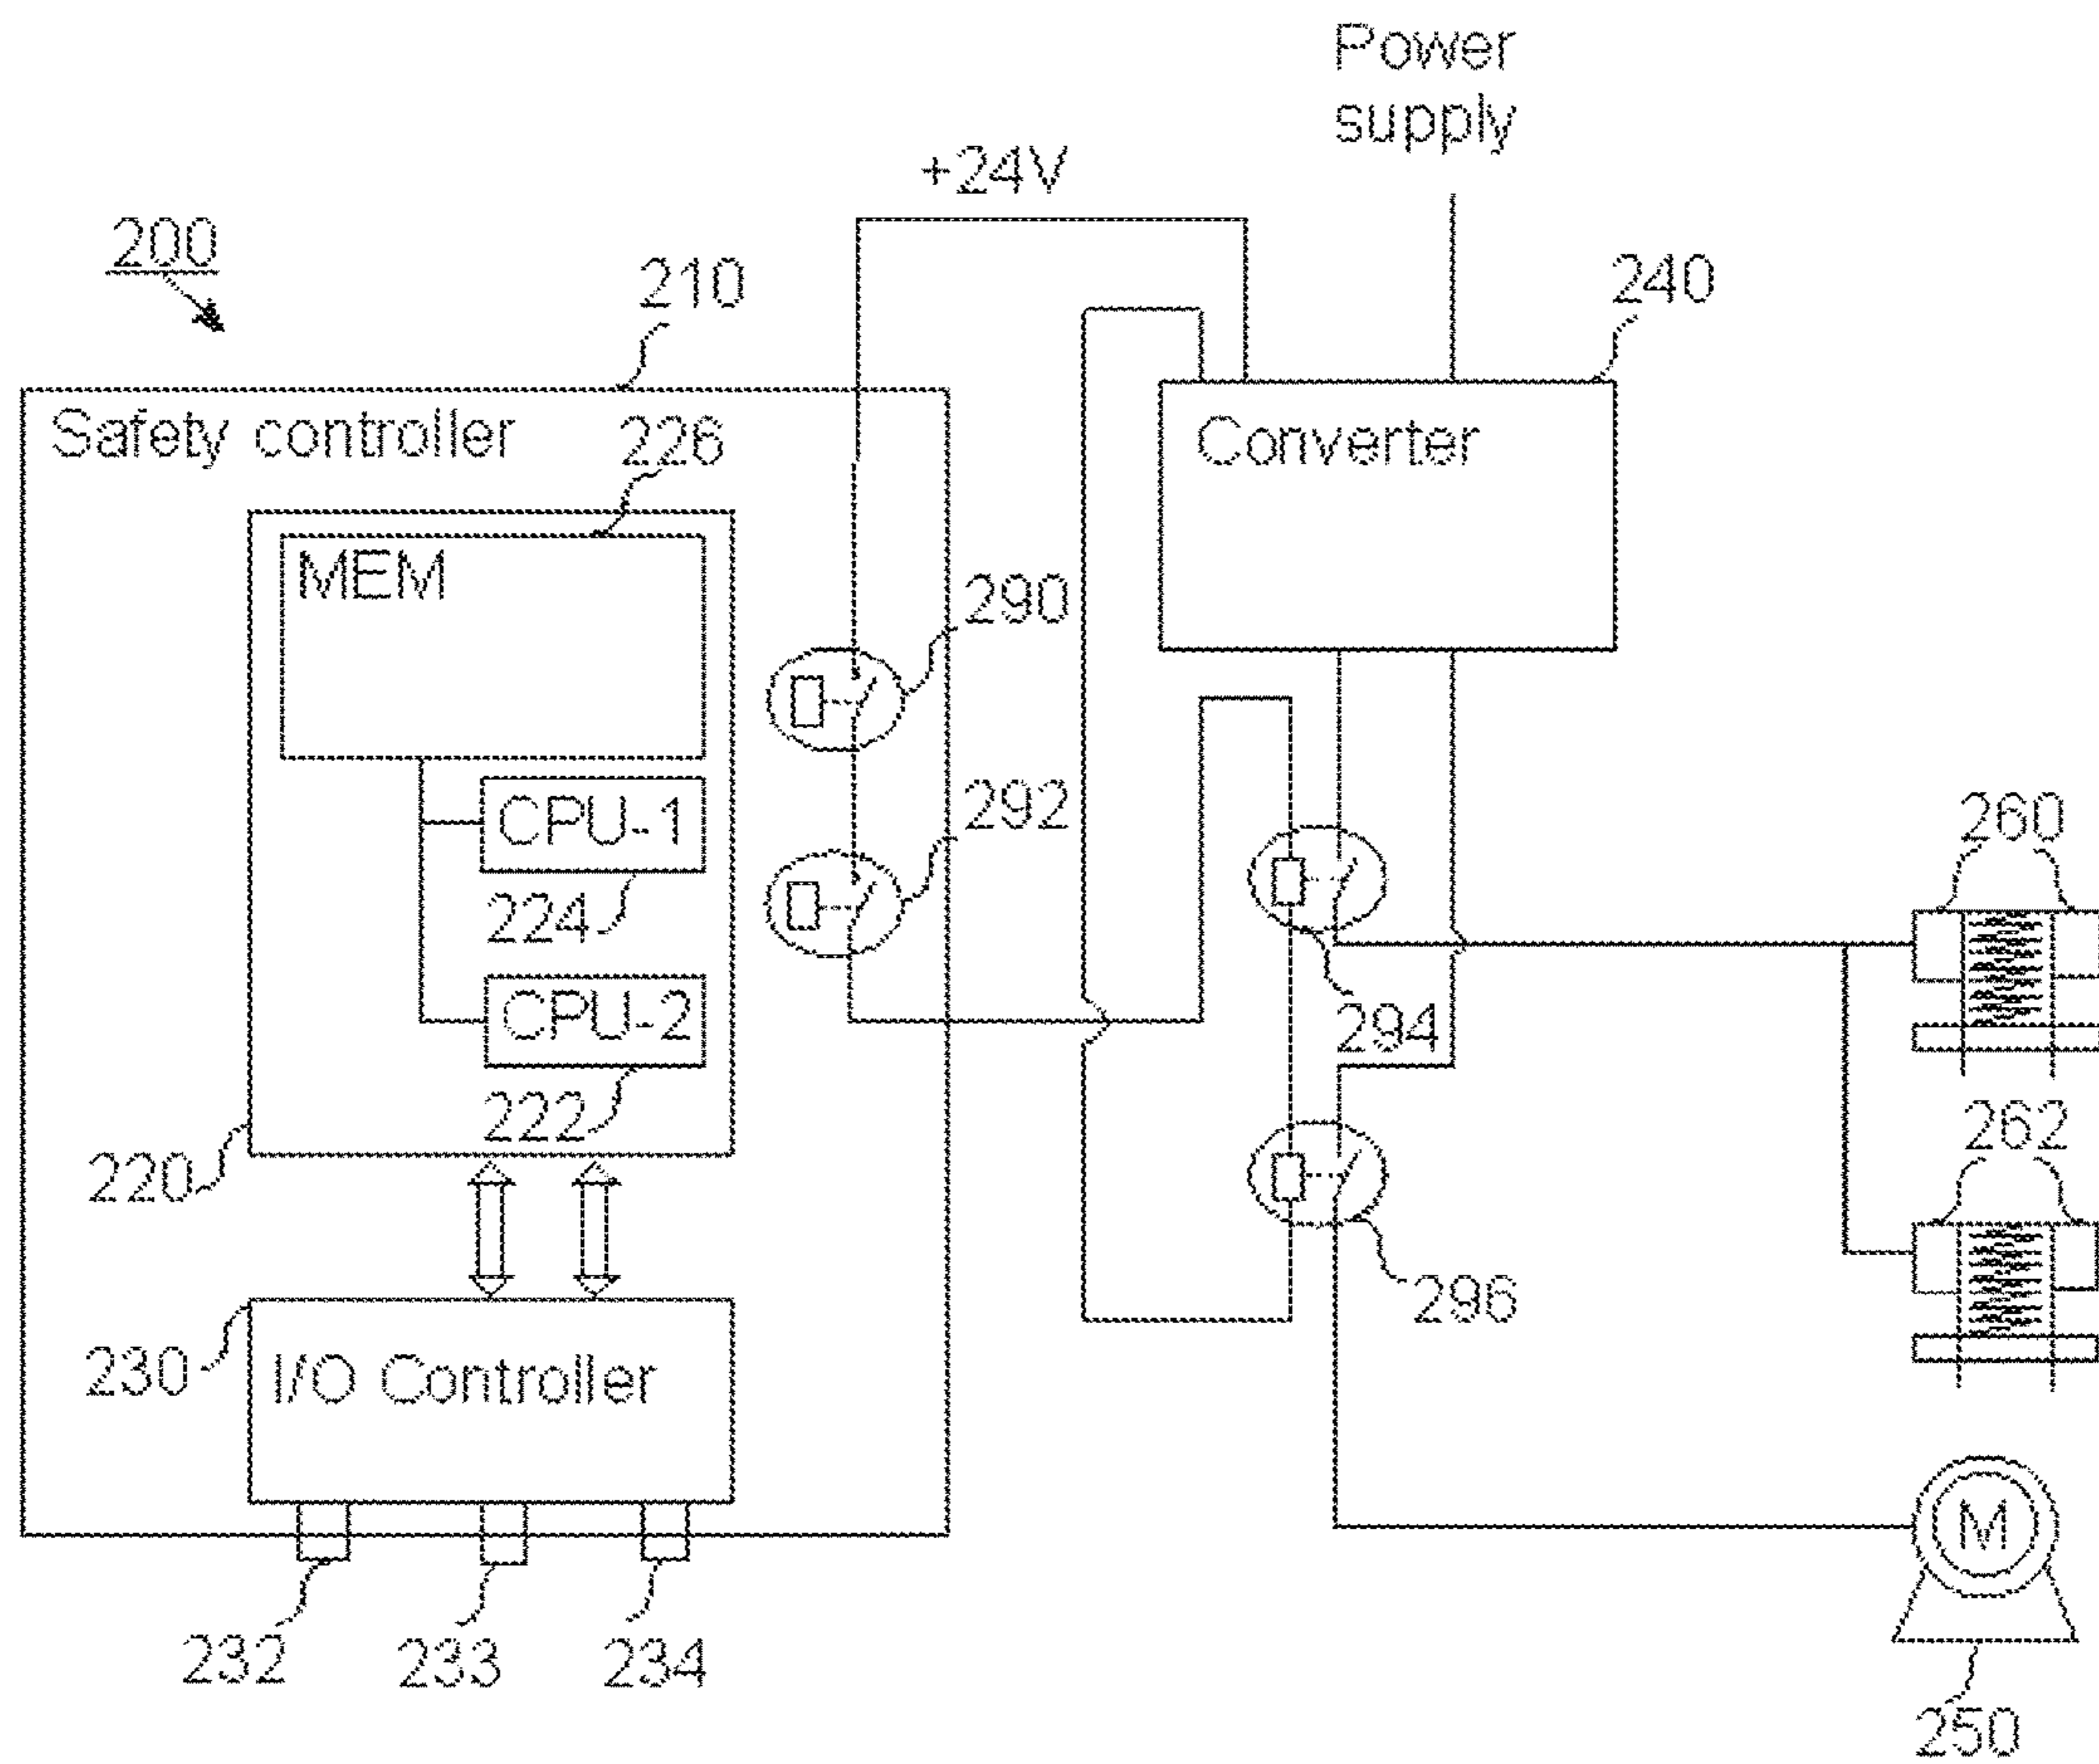 Power
supply
+24V
200
210
240
Safety controller
226
Converter
MEM
290
292
CPU-1
260
224
294
CPU-2
222
262
220
296
230
I/O Controller
M
232
233
234
250